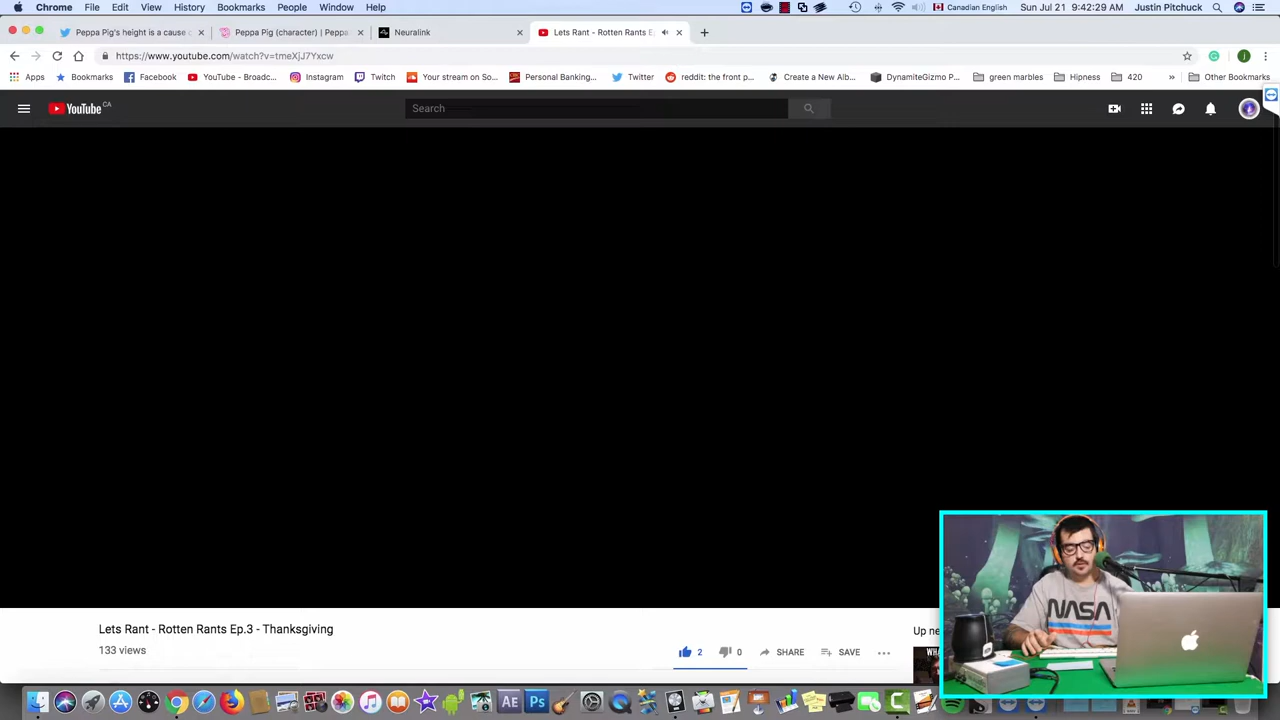 Chrome File Edit View History Bookmarks People Window Help Canadian English Sun Jul 21 9:42:29 AM Justin Pitchuck
Peppa Pig's height is a cause c Peppa Pig (character) | Peppa Neuralink Lets Rant - Rotten Rants E
https://www.youtube.com/watch?v=tmeXjJ7Yxcw
Apps Bookmarks Facebook YouTube - Broadc... Instagram Twitch Your stream on So... Personal Banking... Twitter reddit: the front p... Create a New Alb... DynamiteGizmo P... green marbles Hipness 420 » Other Bookmarks
YouTube CA Search
NASA
Lets Rant - Rotten Rants Ep.3 - Thanksgiving
133 views 2 0 SHARE SAVE
Up ne
WHA
AE Ps